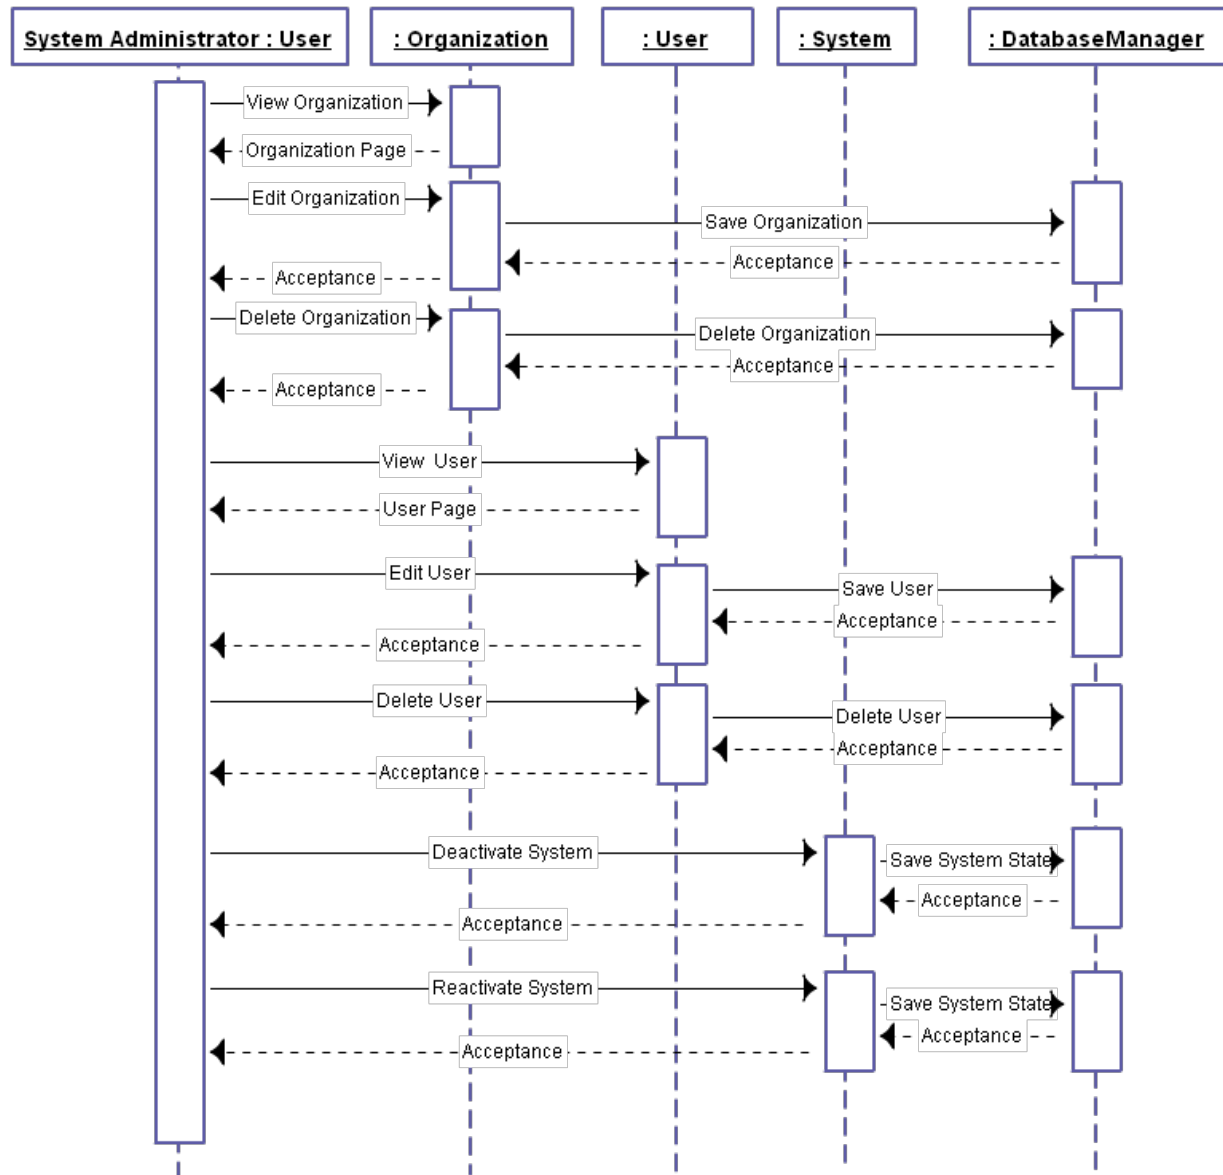 System Administrator : User
: Organization
: User
: System
: DatabaseManager
View Organization
Organization Page
Edit Organization
Save Organization
Acceptance
Acceptance
Delete Organization
Delete Organization
Acceptance
Acceptance
View User
User Page
Edit User
Save User
Acceptance
Acceptance
Delete User
Delete User
Acceptance
Acceptance
Deactivate System
Save System State
Acceptance
Acceptance
Reactivate System
Save System State
Acceptance
Acceptance